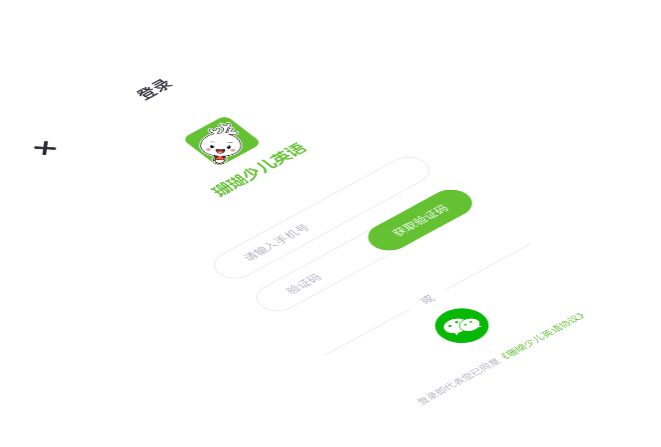 登录
珊瑚少儿英语
请输入手机号
验证码
获取验证码
或
登录即代表您已同意《珊瑚少儿英语协议》